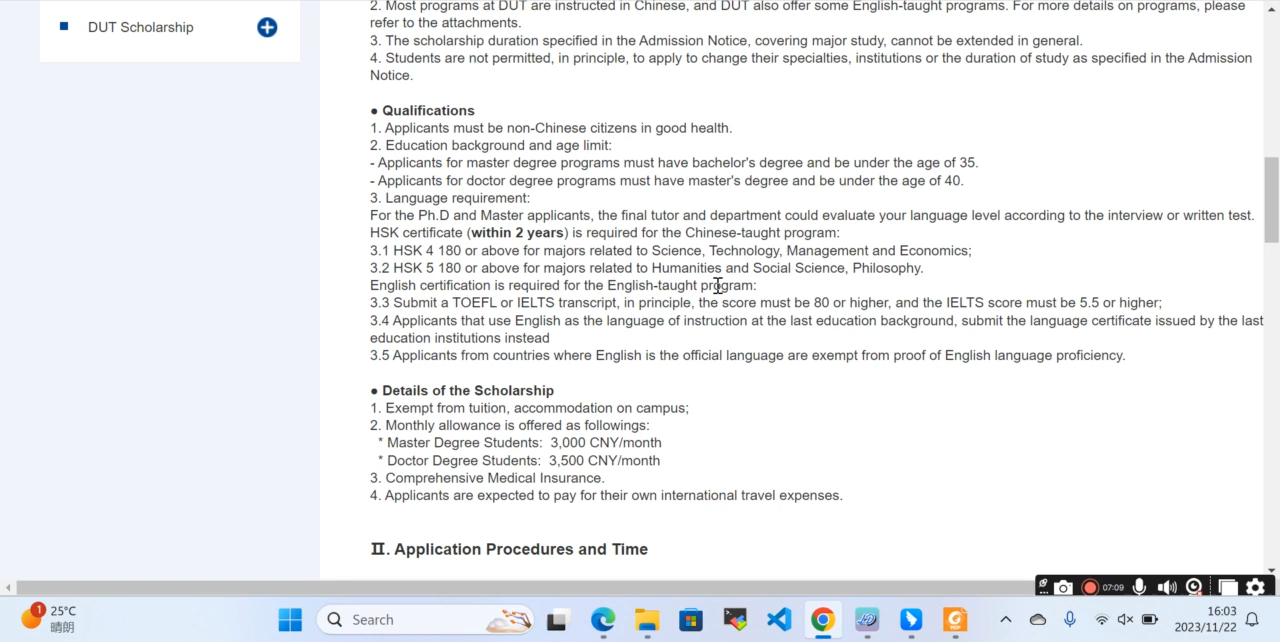 DUT Scholarship
2. Most programs at DUT are instructed in Chinese, and DUT also offer some English-taught programs. For more details on programs, please
refer to the attachments.
3. The scholarship duration specified in the Admission Notice, covering major study, cannot be extended in general.
4. Students are not permitted, in principle, to apply to change their specialties, institutions or the duration of study as specified in the Admission
Notice.
● Qualifications
1. Applicants must be non-Chinese citizens in good health.
2. Education background and age limit:
- Applicants for master degree programs must have bachelor's degree and be under the age of 35.
- Applicants for doctor degree programs must have master's degree and be under the age of 40.
3. Language requirement:
For the Ph.D and Master applicants, the final tutor and department could evaluate your language level according to the interview or written test.
HSK certificate (within 2 years) is required for the Chinese-taught program:
3.1 HSK 4 180 or above for majors related to Science, Technology, Management and Economics;
3.2 HSK 5 180 or above for majors related to Humanities and Social Science, Philosophy.
English certification is required for the English-taught program:
3.3 Submit a TOEFL or IELTS transcript, in principle, the score must be 80 or higher, and the IELTS score must be 5.5 or higher;
3.4 Applicants that use English as the language of instruction at the last education background, submit the language certificate issued by the last
education institutions instead
3.5 Applicants from countries where English is the official language are exempt from proof of English language proficiency.
● Details of the Scholarship
1. Exempt from tuition, accommodation on campus;
2. Monthly allowance is offered as followings:
* Master Degree Students: 3,000 CNY/month
* Doctor Degree Students: 3,500 CNY/month
3. Comprehensive Medical Insurance.
4. Applicants are expected to pay for their own international travel expenses.
Ⅱ. Application Procedures and Time
07:09
1
25°C
晴朗
Search
16:03
2023/11/22